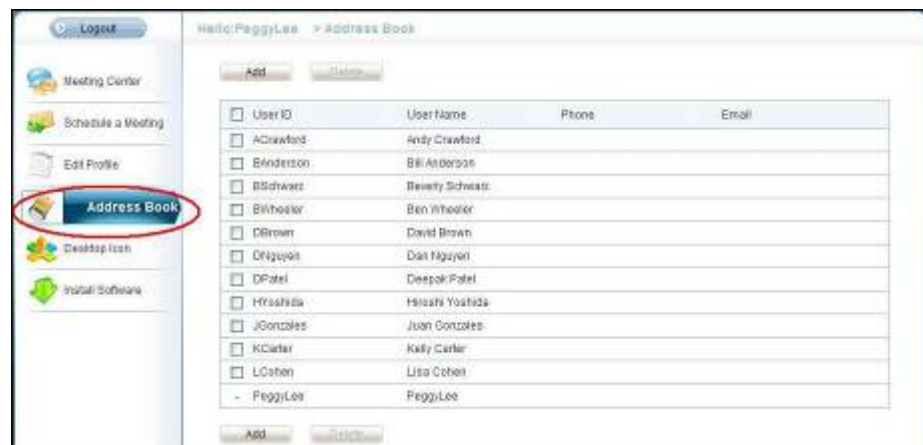 Logout
Hello:PeggyLee > Address Book
Meeting Center
Schedule a Meeting
Edit Profile
Address Book
Desktop Icon
Install Software
Add Delete
User ID User Name Phone Email
ACrawford Andy Crawford
BAnderson Bill Anderson
BSchwarz Beverly Schwarz
BWheeler Ben Wheeler
DBrown David Brown
DNguyen Dan Nguyen
DPatel Deepak Patel
HYoshida Hiroshi Yoshida
JGonzales Juan Gonzales
KCarter Kelly Carter
LCohen Lisa Cohen
- PeggyLee PeggyLee
Add Delete